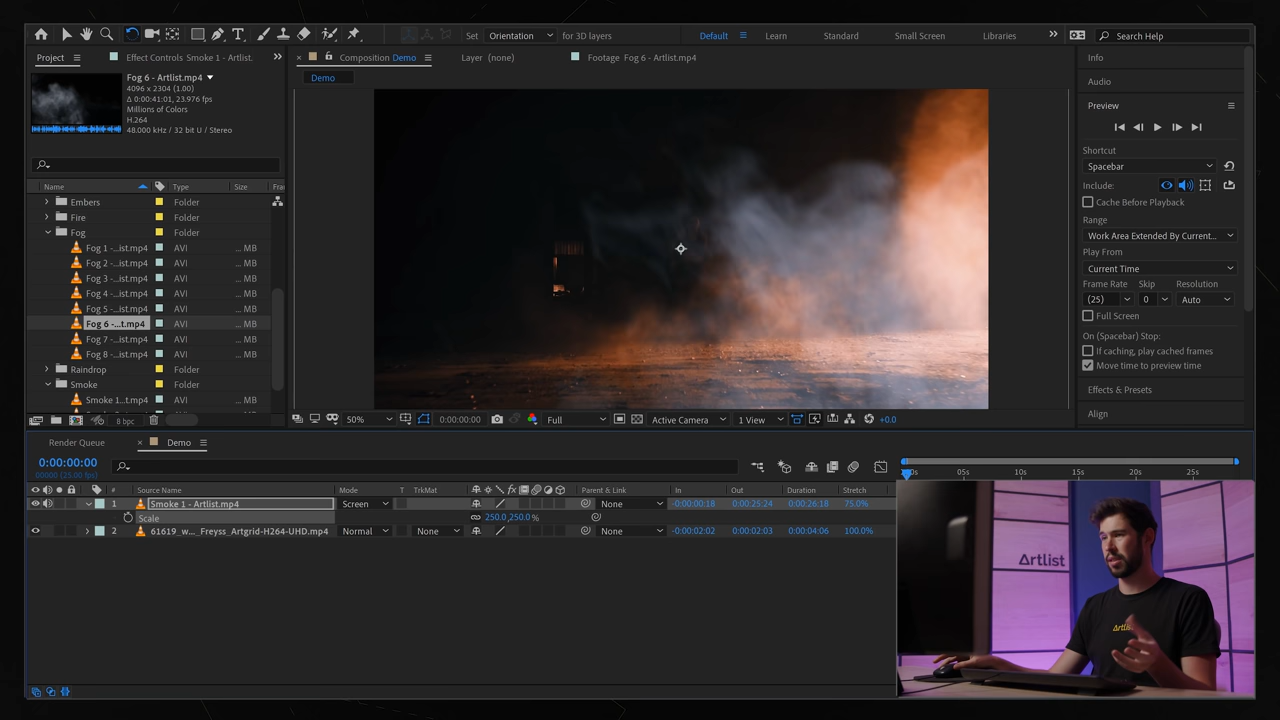 Set Orientation for 3D layers
Default
Learn
Standard
Small Screen
Libraries
Search Help
Project
Effect Controls Smoke 1 - Artlist.
Composition Demo
Layer (none)
Footage Fog 6 - Artlist.mp4
Info
Demo
Fog 6 - Artlist.mp4
4096 x 2304 (1.00)
Δ 0:00:41:01, 23.976 fps
Millions of Colors
H.264
48.000 kHz / 32 bit U / Stereo
Audio
Preview
Shortcut
Spacebar
Include:
Cache Before Playback
Range
Work Area Extended By Current...
Play From
Current Time
Frame Rate Skip Resolution
(25) 0 Auto
Full Screen
On (Spacebar) Stop:
If caching, play cached frames
Move time to preview time
Effects & Presets
Align
Name Type Size Fra
Embers Folder
Fire Folder
Fog Folder
Fog 1 -...ist.mp4 AVI ... MB
Fog 2 -...ist.mp4 AVI ... MB
Fog 3 -...ist.mp4 AVI ... MB
Fog 4 -...ist.mp4 AVI ... MB
Fog 5 -...ist.mp4 AVI ... MB
Fog 6 -...t.mp4 AVI ... MB
Fog 7 -...ist.mp4 AVI ... MB
Fog 8 -...ist.mp4 AVI ... MB
Raindrop Folder
Smoke Folder
Smoke 1...t.mp4 AVI ... MB
8 bpc
50%
0:00:00:00
Full
Active Camera
1 View
+0.0
Render Queue
Demo
0:00:00:00
00000 (25.00 fps)
# Source Name Mode T TrkMat Parent & Link In Out Duration Stretch
05s 10s 15s 20s 25s
1 Smoke 1 - Artlist.mp4 Screen None -0:00:00:18 0:00:25:24 0:00:26:18 75.0%
Scale 250.0,250.0 %
2 61619_w..._Freyss_Artgrid-H264-UHD.mp4 Normal None None -0:00:02:02 0:00:02:03 0:00:04:06 100.0%
Artlist